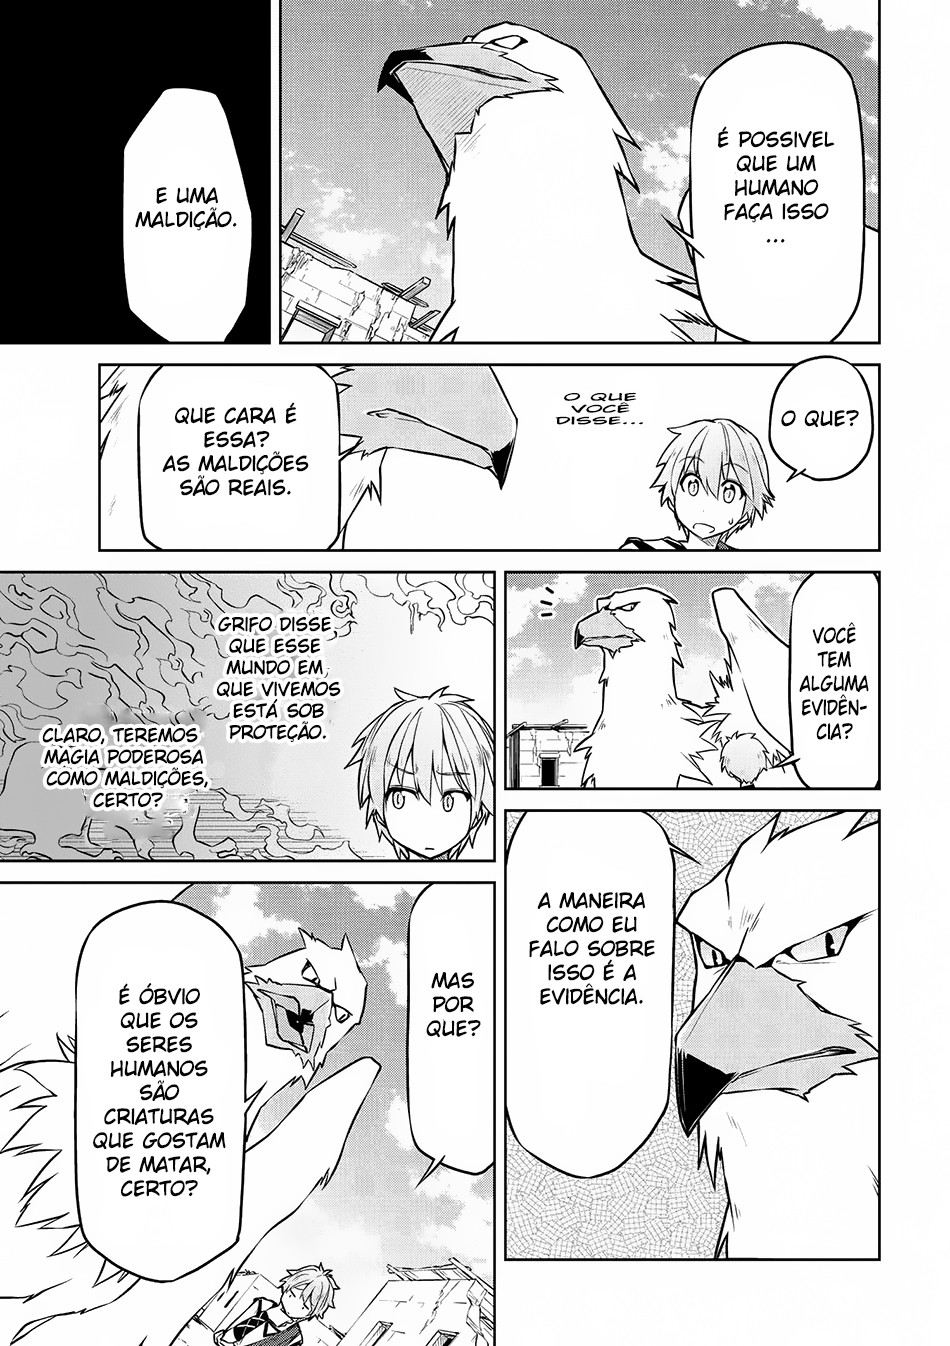 É POSSIVEL
QUE UM
HUMANO
FAÇA ISSO
...
E UMA
MALDIÇÃO.
O QUE?
O QUE
VOCÊ
DISSE...
QUE CARA É
ESSA?
AS MALDIÇÕES
SÃO REAIS.
VOCÊ
TEM
ALGUMA
EVIDÊN-
CIA?
GRIFO DISSE
QUE ESSE
MUNDO EM
QUE VIVEMOS
ESTÁ SOB
PROTEÇÃO.
CLARO, TEREMOS
MAGIA PODEROSA
COMO MALDIÇÕES,
CERTO?
A MANEIRA
COMO EU
FALO SOBRE
ISSO É A
EVIDÊNCIA.
MAS
POR
QUE?
É ÓBVIO
QUE OS
SERES
HUMANOS
SÃO
CRIATURAS
QUE GOSTAM
DE MATAR,
CERTO?